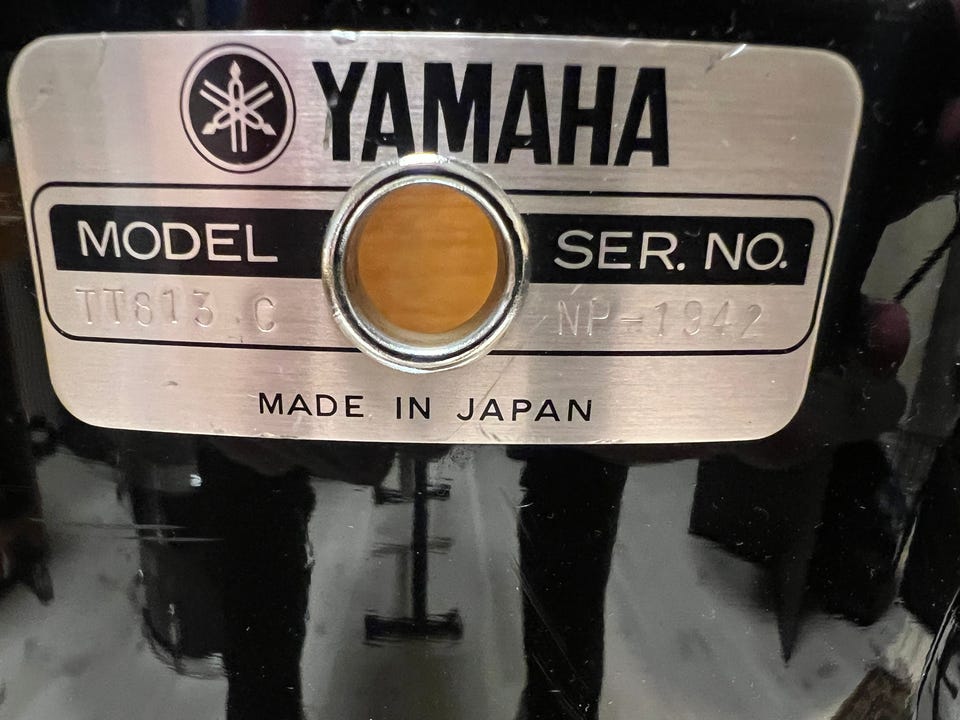 YAMAHA
MODEL SER. NO.
TT813 C NP-1942
MADE IN JAPAN